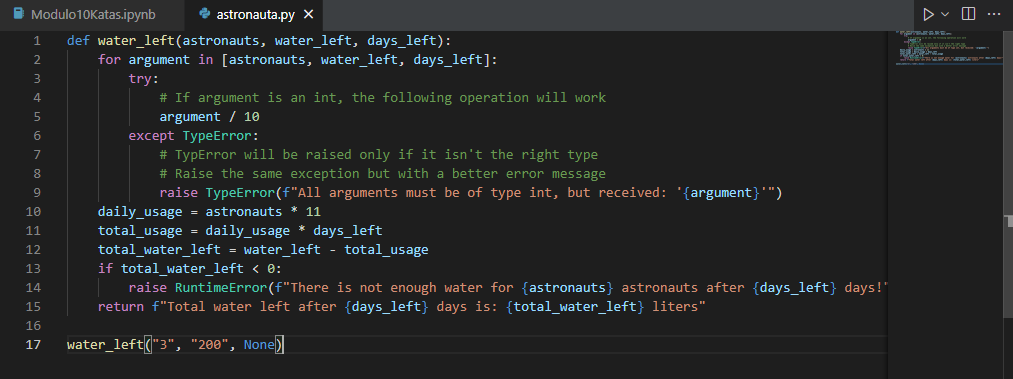 Modulo10Katas.ipynb astronauta.py
1 def water_left(astronauts, water_left, days_left):
2 for argument in [astronauts, water_left, days_left]:
3 try:
4 # If argument is an int, the following operation will work
5 argument / 10
6 except TypeError:
7 # TypError will be raised only if it isn't the right type
8 # Raise the same exception but with a better error message
9 raise TypeError(f"All arguments must be of type int, but received: '{argument}'")
10 daily_usage = astronauts * 11
11 total_usage = daily_usage * days_left
12 total_water_left = water_left - total_usage
13 if total_water_left < 0:
14 raise RuntimeError(f"There is not enough water for {astronauts} astronauts after {days_left} days!"
15 return f"Total water left after {days_left} days is: {total_water_left} liters"
16
17 water_left("3", "200", None)